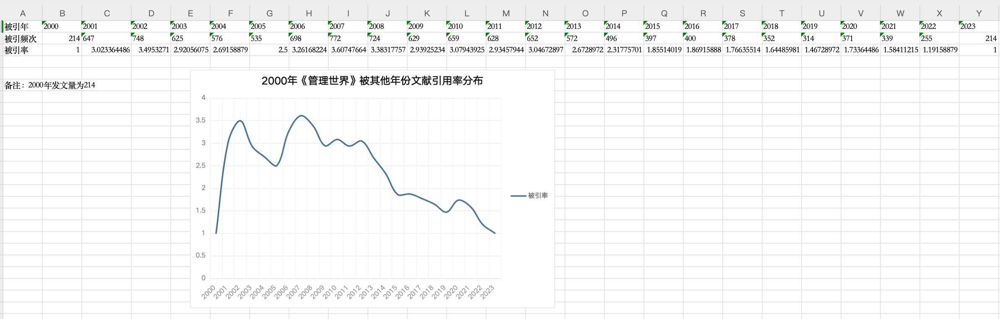 A B C D E F G H I J K L M N O P Q R S T U V W X Y
被引年 2000 2001 2002 2003 2004 2005 2006 2007 2008 2009 2010 2011 2012 2013 2014 2015 2016 2017 2018 2019 2020 2021 2022 2023
被引频次 214 647 748 625 576 535 698 772 724 629 659 628 652 572 496 397 400 378 352 314 371 339 255 214
被引率 1 3.023364486 3.4953271 2.92056075 2.69158879 2.5 3.26168224 3.60747664 3.38317757 2.93925234 3.07943925 2.93457944 3.04672897 2.6728972 2.31775701 1.85514019 1.86915888 1.76635514 1.64485981 1.46728972 1.73364486 1.58411215 1.19158879 1
备注：2000年发文量为214
2000年《管理世界》被其他年份文献引用率分布
4
3.5
3
2.5
2
1.5
1
0.5
0
被引率
2000 2001 2002 2003 2004 2005 2006 2007 2008 2009 2010 2011 2012 2013 2014 2015 2016 2017 2018 2019 2020 2021 2022 2023